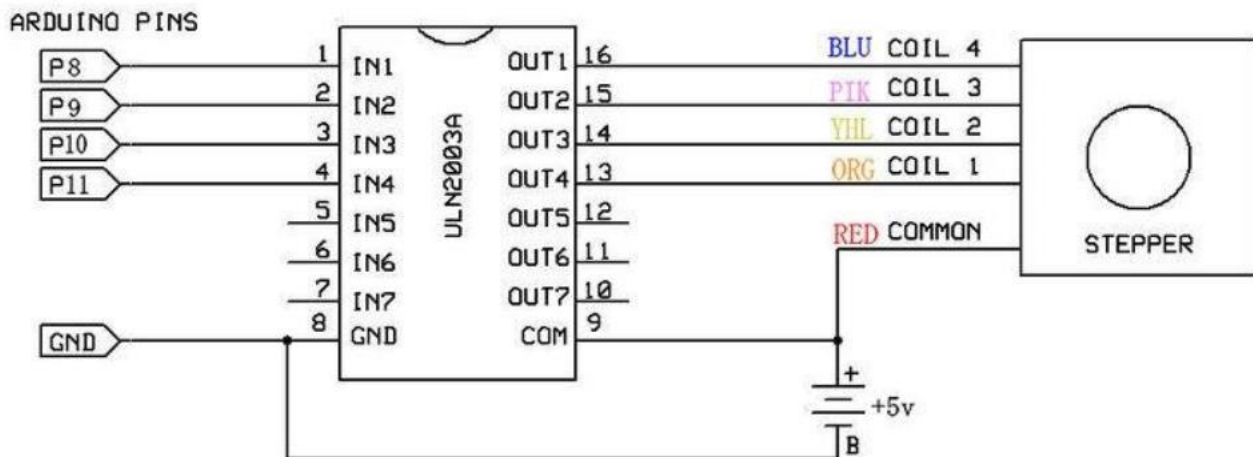 ARDUINO PINS
P8 1 IN1 OUT1 16 BLU COIL 4
P9 2 IN2 OUT2 15 PIK COIL 3
P10 3 IN3 OUT3 14 YHL COIL 2
P11 4 IN4 OUT4 13 ORG COIL 1
5 IN5 OUT5 12
6 IN6 OUT6 11
7 IN7 OUT7 10
GND 8 GND COM 9
ULN2003A
RED COMMON
STEPPER
+
+5v
B